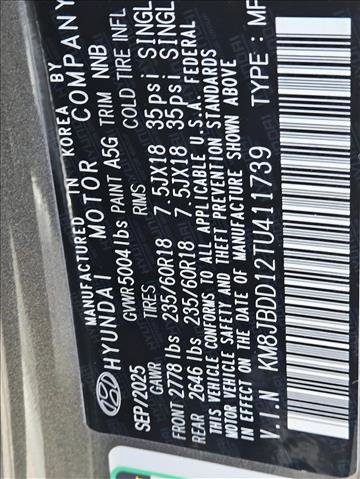 MANUFACTURED IN KOREA BY
HYUNDAI MOTOR COMPANY
SEP/2025 GVWR 5004 lbs PAINT A5G TRIM NNB
GAWR TIRES RIMS COLD TIRE INFL
FRONT 2778 lbs 235/60R18 7.5JX18 35psi SINGL
REAR 2646 lbs 235/60R18 7.5JX18 35psi SINGL
THIS VEHICLE CONFORMS TO ALL APPLICABLE U.S.A. FEDERAL
MOTOR VEHICLE SAFETY AND THEFT PREVENTION STANDARDS
IN EFFECT ON THE DATE OF MANUFACTURE SHOWN ABOVE
V.I.N KM8JBDD12TU411739 TYPE : MP